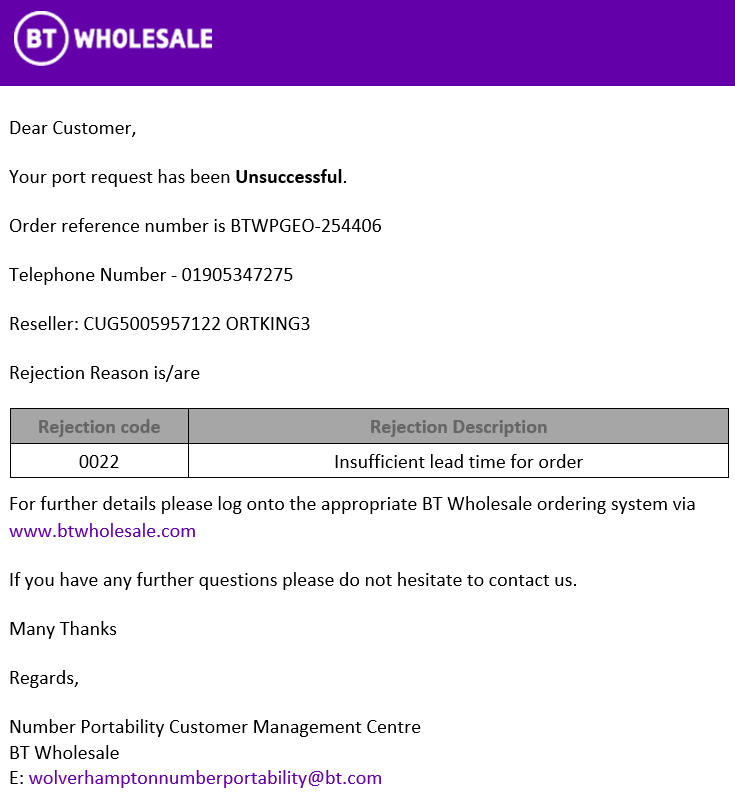 BT WHOLESALE
Dear Customer,
Your port request has been Unsuccessful.
Order reference number is BTWPGEO-254406
Telephone Number - 01905347275
Reseller: CUG5005957122 ORTKING3
Rejection Reason is/are
Rejection code Rejection Description
0022 Insufficient lead time for order
For further details please log onto the appropriate BT Wholesale ordering system via
www.btwholesale.com
If you have any further questions please do not hesitate to contact us.
Many Thanks
Regards,
Number Portability Customer Management Centre
BT Wholesale
E: wolverhamptonnumberportability@bt.com